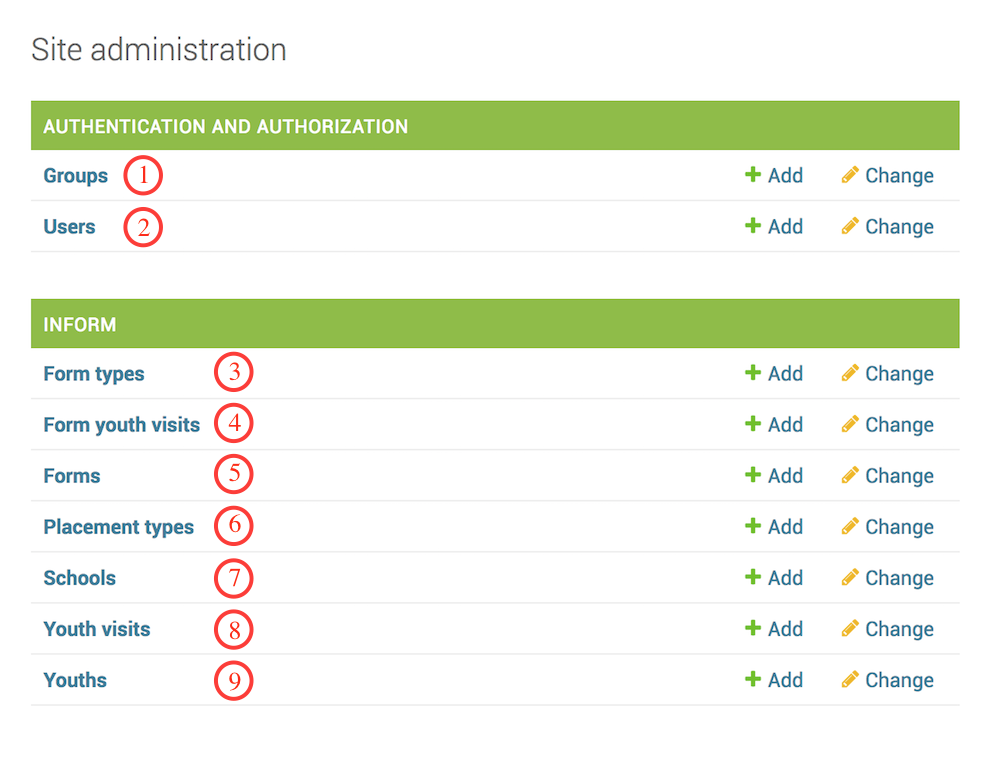 Site administration
AUTHENTICATION AND AUTHORIZATION
Groups 1 Add Change
Users 2 Add Change
INFORM
Form types 3 Add Change
Form youth visits 4 Add Change
Forms 5 Add Change
Placement types 6 Add Change
Schools 7 Add Change
Youth visits 8 Add Change
Youths 9 Add Change